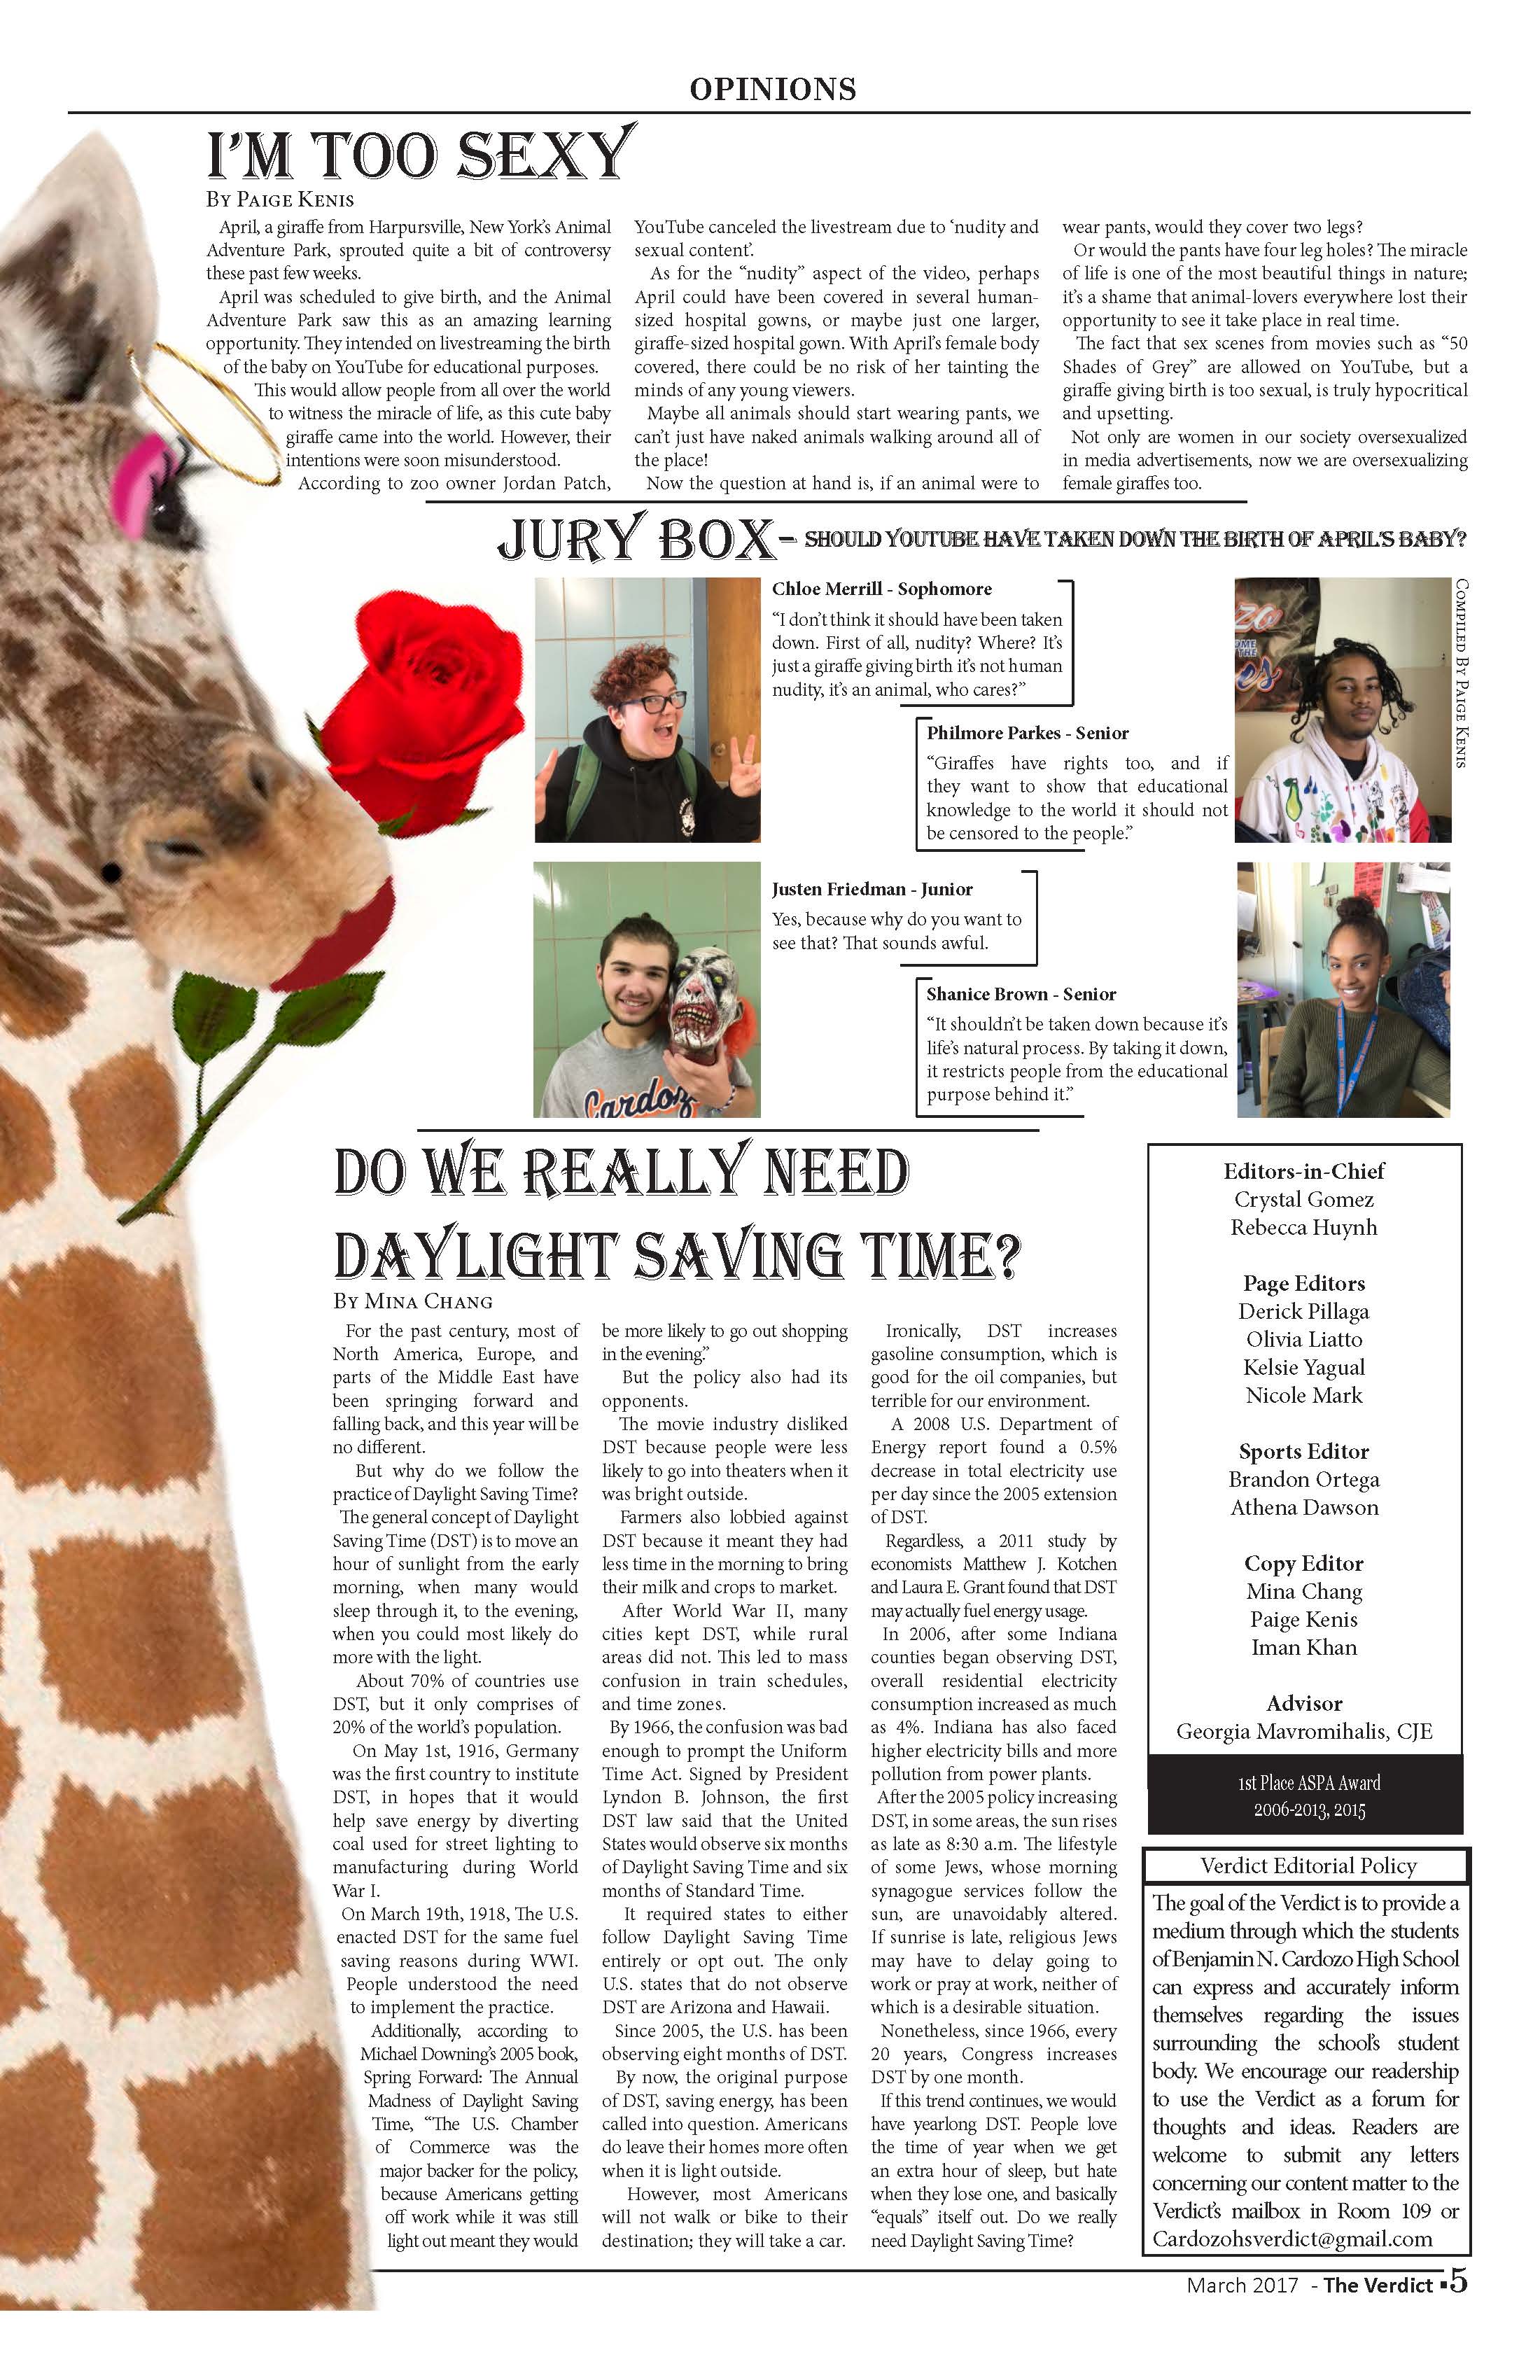 OPINIONS
I'M TOO SEXY
By Paige Kenis
April, a giraffe from Harpursville, New York's Animal
Adventure Park, sprouted quite a bit of controversy
these past few weeks.
April was scheduled to give birth, and the Animal
Adventure Park saw this as an amazing learning
opportunity. They intended on livestreaming the birth
of the baby on YouTube for educational purposes.
This would allow people from all over the world
to witness the miracle of life, as this cute baby
giraffe came into the world. However, their
intentions were soon misunderstood.
According to zoo owner Jordan Patch,
YouTube canceled the livestream due to 'nudity and
sexual content'.
As for the "nudity" aspect of the video, perhaps
April could have been covered in several human-
sized hospital gowns, or maybe just one larger,
giraffe-sized hospital gown. With April's female body
covered, there could be no risk of her tainting the
minds of any young viewers.
Maybe all animals should start wearing pants, we
can't just have naked animals walking around all of
the place!
Now the question at hand is, if an animal were to
wear pants, would they cover two legs?
Or would the pants have four leg holes? The miracle
of life is one of the most beautiful things in nature;
it's a shame that animal-lovers everywhere lost their
opportunity to see it take place in real time.
The fact that sex scenes from movies such as "50
Shades of Grey" are allowed on YouTube, but a
giraffe giving birth is too sexual, is truly hypocritical
and upsetting.
Not only are women in our society oversexualized
in media advertisements, now we are oversexualizing
female giraffes too.
JURY BOX- SHOULD YOUTUBE HAVE TAKEN DOWN THE BIRTH OF APRIL'S BABY?
Compiled By Paige Kenis
Chloe Merrill - Sophomore
"I don't think it should have been taken
down. First of all, nudity? Where? It's
just a giraffe giving birth it's not human
nudity, it's an animal, who cares?"
Philmore Parkes - Senior
"Giraffes have rights too, and if
they want to show that educational
knowledge to the world it should not
be censored to the people."
Justen Friedman - Junior
Yes, because why do you want to
see that? That sounds awful.
Cardoz
Shanice Brown - Senior
"It shouldn't be taken down because it's
life's natural process. By taking it down,
it restricts people from the educational
purpose behind it."
DO WE REALLY NEED
DAYLIGHT SAVING TIME?
By Mina Chang
For the past century, most of
North America, Europe, and
parts of the Middle East have
been springing forward and
falling back, and this year will be
no different.
But why do we follow the
practice of Daylight Saving Time?
The general concept of Daylight
Saving Time (DST) is to move an
hour of sunlight from the early
morning, when many would
sleep through it, to the evening,
when you could most likely do
more with the light.
About 70% of countries use
DST, but it only comprises of
20% of the world's population.
On May 1st, 1916, Germany
was the first country to institute
DST, in hopes that it would
help save energy by diverting
coal used for street lighting to
manufacturing during World
War I.
On March 19th, 1918, The U.S.
enacted DST for the same fuel
saving reasons during WWI.
People understood the need
to implement the practice.
Additionally, according to
Michael Downing's 2005 book,
Spring Forward: The Annual
Madness of Daylight Saving
Time, "The U.S. Chamber
of Commerce was the
major backer for the policy,
because Americans getting
off work while it was still
light out meant they would
be more likely to go out shopping
in the evening."
But the policy also had its
opponents.
The movie industry disliked
DST because people were less
likely to go into theaters when it
was bright outside.
Farmers also lobbied against
DST because it meant they had
less time in the morning to bring
their milk and crops to market.
After World War II, many
cities kept DST, while rural
areas did not. This led to mass
confusion in train schedules,
and time zones.
By 1966, the confusion was bad
enough to prompt the Uniform
Time Act. Signed by President
Lyndon B. Johnson, the first
DST law said that the United
States would observe six months
of Daylight Saving Time and six
months of Standard Time.
It required states to either
follow Daylight Saving Time
entirely or opt out. The only
U.S. states that do not observe
DST are Arizona and Hawaii.
Since 2005, the U.S. has been
observing eight months of DST.
By now, the original purpose
of DST, saving energy, has been
called into question. Americans
do leave their homes more often
when it is light outside.
However, most Americans
will not walk or bike to their
destination; they will take a car.
Ironically, DST increases
gasoline consumption, which is
good for the oil companies, but
terrible for our environment.
A 2008 U.S. Department of
Energy report found a 0.5%
decrease in total electricity use
per day since the 2005 extension
of DST.
Regardless, a 2011 study by
economists Matthew J. Kotchen
and Laura E. Grant found that DST
may actually fuel energy usage.
In 2006, after some Indiana
counties began observing DST,
overall residential electricity
consumption increased as much
as 4%. Indiana has also faced
higher electricity bills and more
pollution from power plants.
After the 2005 policy increasing
DST, in some areas, the sun rises
as late as 8:30 a.m. The lifestyle
of some Jews, whose morning
synagogue services follow the
sun, are unavoidably altered.
If sunrise is late, religious Jews
may have to delay going to
work or pray at work, neither of
which is a desirable situation.
Nonetheless, since 1966, every
20 years, Congress increases
DST by one month.
If this trend continues, we would
have yearlong DST. People love
the time of year when we get
an extra hour of sleep, but hate
when they lose one, and basically
"equals" itself out. Do we really
need Daylight Saving Time?
Editors-in-Chief
Crystal Gomez
Rebecca Huynh
Page Editors
Derick Pillaga
Olivia Liatto
Kelsie Yagual
Nicole Mark
Sports Editor
Brandon Ortega
Athena Dawson
Copy Editor
Mina Chang
Paige Kenis
Iman Khan
Advisor
Georgia Mavromihalis, CJE
1st Place ASPA Award
2006-2013, 2015
Verdict Editorial Policy
The goal of the Verdict is to provide a
medium through which the students
of Benjamin N. Cardozo High School
can express and accurately inform
themselves regarding the issues
surrounding the school's student
body. We encourage our readership
to use the Verdict as a forum for
thoughts and ideas. Readers are
welcome to submit any letters
concerning our content matter to the
Verdict's mailbox in Room 109 or
Cardozohsverdict@gmail.com
March 2017 - The Verdict ▪5